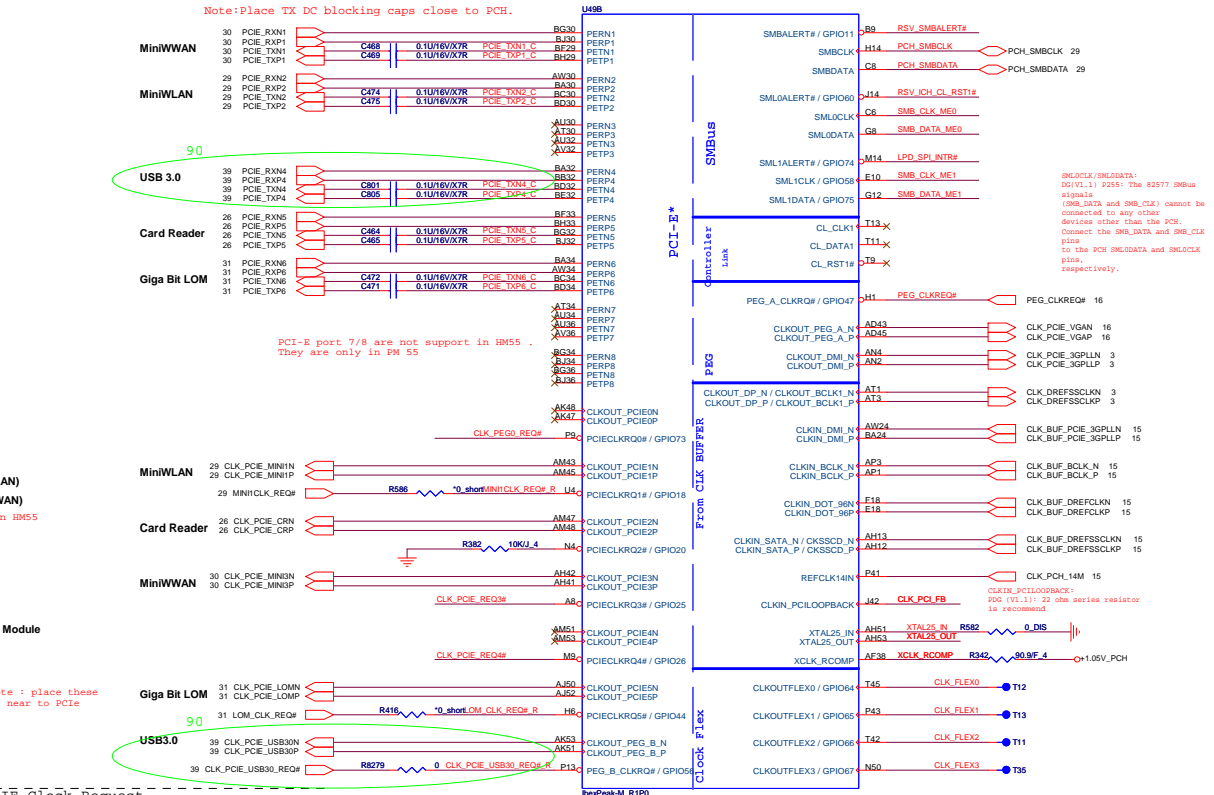 Note:Place TX DC blocking caps close to PCH.
U49B
MiniWWAN
30 PCIE_RXN1 BG30 PERN1
30 PCIE_RXP1 BJ30 PERP1
30 PCIE_TXN1 C468 0.1U/16V/X7R PCIE_TXN1_C BF29 PETN1
30 PCIE_TXP1 C469 0.1U/16V/X7R PCIE_TXP1_C BH29 PETP1
MiniWLAN
29 PCIE_RXN2 AW30 PERN2
29 PCIE_RXP2 BA30 PERP2
29 PCIE_TXN2 C474 0.1U/16V/X7R PCIE_TXN2_C BC30 PETN2
29 PCIE_TXP2 C475 0.1U/16V/X7R PCIE_TXP2_C BD30 PETP2
AU30 PERN3
AT30 PERP3
AU32 PETN3
AV32 PETP3
90
USB 3.0
39 PCIE_RXN4 BA32 PERN4
39 PCIE_RXP4 BB32 PERP4
39 PCIE_TXN4 C801 0.1U/16V/X7R PCIE_TXN4_C BD32 PETN4
39 PCIE_TXP4 C805 0.1U/16V/X7R PCIE_TXP4_C BE32 PETP4
Card Reader
26 PCIE_RXN5 BF33 PERN5
26 PCIE_RXP5 BH33 PERP5
26 PCIE_TXN5 C464 0.1U/16V/X7R PCIE_TXN5_C BG32 PETN5
26 PCIE_TXP5 C465 0.1U/16V/X7R PCIE_TXP5_C BJ32 PETP5
Giga Bit LOM
31 PCIE_RXN6 BA34 PERN6
31 PCIE_RXP6 AW34 PERP6
31 PCIE_TXN6 C472 0.1U/16V/X7R PCIE_TXN6_C BC34 PETN6
31 PCIE_TXP6 C471 0.1U/16V/X7R PCIE_TXP6_C BD34 PETP6
AT34 PERN7
AU34 PERP7
AU36 PETN7
AV36 PETP7
PCI-E port 7/8 are not support in HM55 .
They are only in PM 55
BG34 PERN8
BJ34 PERP8
BG36 PETN8
BJ36 PETP8
AK48 CLKOUT_PCIE0N
AK47 CLKOUT_PCIE0P
CLK_PEG0_REQ# P9 PCIECLKRQ0# / GPIO73
MiniWLAN
29 CLK_PCIE_MINI1N AM43 CLKOUT_PCIE1N
29 CLK_PCIE_MINI1P AM45 CLKOUT_PCIE1P
29 MINI1CLK_REQ# R586 *0_short MINI1CLK_REQ#_R U4 PCIECLKRQ1# / GPIO18
Card Reader
26 CLK_PCIE_CRN AM47 CLKOUT_PCIE2N
26 CLK_PCIE_CRP AM48 CLKOUT_PCIE2P
R382 10K/J_4 N4 PCIECLKRQ2# / GPIO20
MiniWWAN
30 CLK_PCIE_MINI3N AH42 CLKOUT_PCIE3N
30 CLK_PCIE_MINI3P AH41 CLKOUT_PCIE3P
CLK_PCIE_REQ3# A8 PCIECLKRQ3# / GPIO25
AM51 CLKOUT_PCIE4N
AM53 CLKOUT_PCIE4P
CLK_PCIE_REQ4# M9 PCIECLKRQ4# / GPIO26
Giga Bit LOM
31 CLK_PCIE_LOMN AJ50 CLKOUT_PCIE5N
31 CLK_PCIE_LOMP AJ52 CLKOUT_PCIE5P
31 LOM_CLK_REQ# R416 *0_short LOM_CLK_REQ#_R H6 PCIECLKRQ5# / GPIO44
90
USB3.0
39 CLK_PCIE_USB30N AK53 CLKOUT_PEG_B_N
39 CLK_PCIE_USB30P AK51 CLKOUT_PEG_B_P
39 CLK_PCIE_USB30_REQ# R8279 0 CLK_PCIE_USB30_REQ#_R P13 PEG_B_CLKRQ# / GPIO56
IbexPeak-M_R1P0
AN)
WAN)
n HM55
Module
te : place these
near to PCIe
IE Clock Request
PCI-E*
SMBus
Controller
Link
PEG
From CLK BUFFER
Clock Flex
SMBALERT# / GPIO11 B9 RSV_SMBALERT#
SMBCLK H14 PCH_SMBCLK PCH_SMBCLK 29
SMBDATA C8 PCH_SMBDATA PCH_SMBDATA 29
SML0ALERT# / GPIO60 J14 RSV_ICH_CL_RST1#
SML0CLK C6 SMB_CLK_ME0
SML0DATA G8 SMB_DATA_ME0
SML1ALERT# / GPIO74 M14 LPD_SPI_INTR#
SML1CLK / GPIO58 E10 SMB_CLK_ME1
SML1DATA / GPIO75 G12 SMB_DATA_ME1
SML0CLK/SML0DATA:
DG(V1.1) P255: The 82577 SMBus
signals
(SMB_DATA and SMB_CLK) cannot be
connected to any other
devices other than the PCH.
Connect the SMB_DATA and SMB_CLK
pins
to the PCH SML0DATA and SML0CLK
pins,
respectively.
CL_CLK1 T13
CL_DATA1 T11
CL_RST1# T9
PEG_A_CLKRQ# / GPIO47 H1 PEG_CLKREQ# PEG_CLKREQ# 16
CLKOUT_PEG_A_N AD43 CLK_PCIE_VGAN 16
CLKOUT_PEG_A_P AD45 CLK_PCIE_VGAP 16
CLKOUT_DMI_N AN4 CLK_PCIE_3GPLLN 3
CLKOUT_DMI_P AN2 CLK_PCIE_3GPLLP 3
CLKOUT_DP_N / CLKOUT_BCLK1_N AT1 CLK_DREFSSCLKN 3
CLKOUT_DP_P / CLKOUT_BCLK1_P AT3 CLK_DREFSSCLKP 3
CLKIN_DMI_N AW24 CLK_BUF_PCIE_3GPLLN 15
CLKIN_DMI_P BA24 CLK_BUF_PCIE_3GPLLP 15
CLKIN_BCLK_N AP3 CLK_BUF_BCLK_N 15
CLKIN_BCLK_P AP1 CLK_BUF_BCLK_P 15
CLKIN_DOT_96N F18 CLK_BUF_DREFCLKN 15
CLKIN_DOT_96P E18 CLK_BUF_DREFCLKP 15
CLKIN_SATA_N / CKSSCD_N AH13 CLK_BUF_DREFSSCLKN 15
CLKIN_SATA_P / CKSSCD_P AH12 CLK_BUF_DREFSSCLKP 15
REFCLK14IN P41 CLK_PCH_14M 15
CLKIN_PCILOOPBACK J42 CLK_PCI_FB
CLKIN_PCILOOPBACK:
PDG (V1.1): 22 ohm series resistor
is recommend
XTAL25_IN AH51 XTAL25_IN R582 0_DIS
XTAL25_OUT AH53 XTAL25_OUT
XCLK_RCOMP AF38 XCLK_RCOMP R342 90.9/F_4 +1.05V_PCH
CLKOUTFLEX0 / GPIO64 T45 CLK_FLEX0 T12
CLKOUTFLEX1 / GPIO65 P43 CLK_FLEX1 T13
CLKOUTFLEX2 / GPIO66 T42 CLK_FLEX2 T11
CLKOUTFLEX3 / GPIO67 N50 CLK_FLEX3 T35